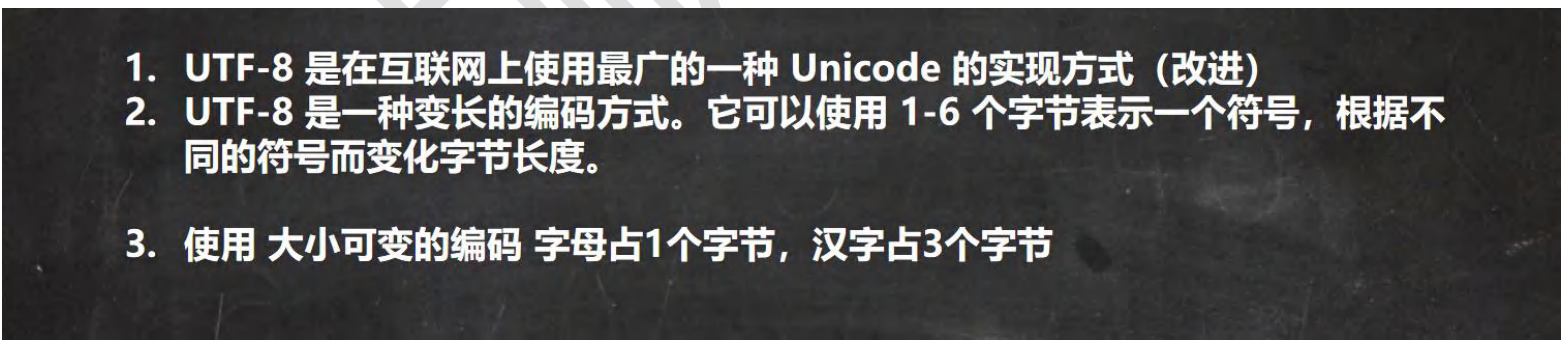 1. UTF-8 是在互联网上使用最广的一种 Unicode 的实现方式（改进）
2. UTF-8 是一种变长的编码方式。它可以使用 1-6 个字节表示一个符号，根据不
同的符号而变化字节长度。
3. 使用 大小可变的编码 字母占1个字节，汉字占3个字节